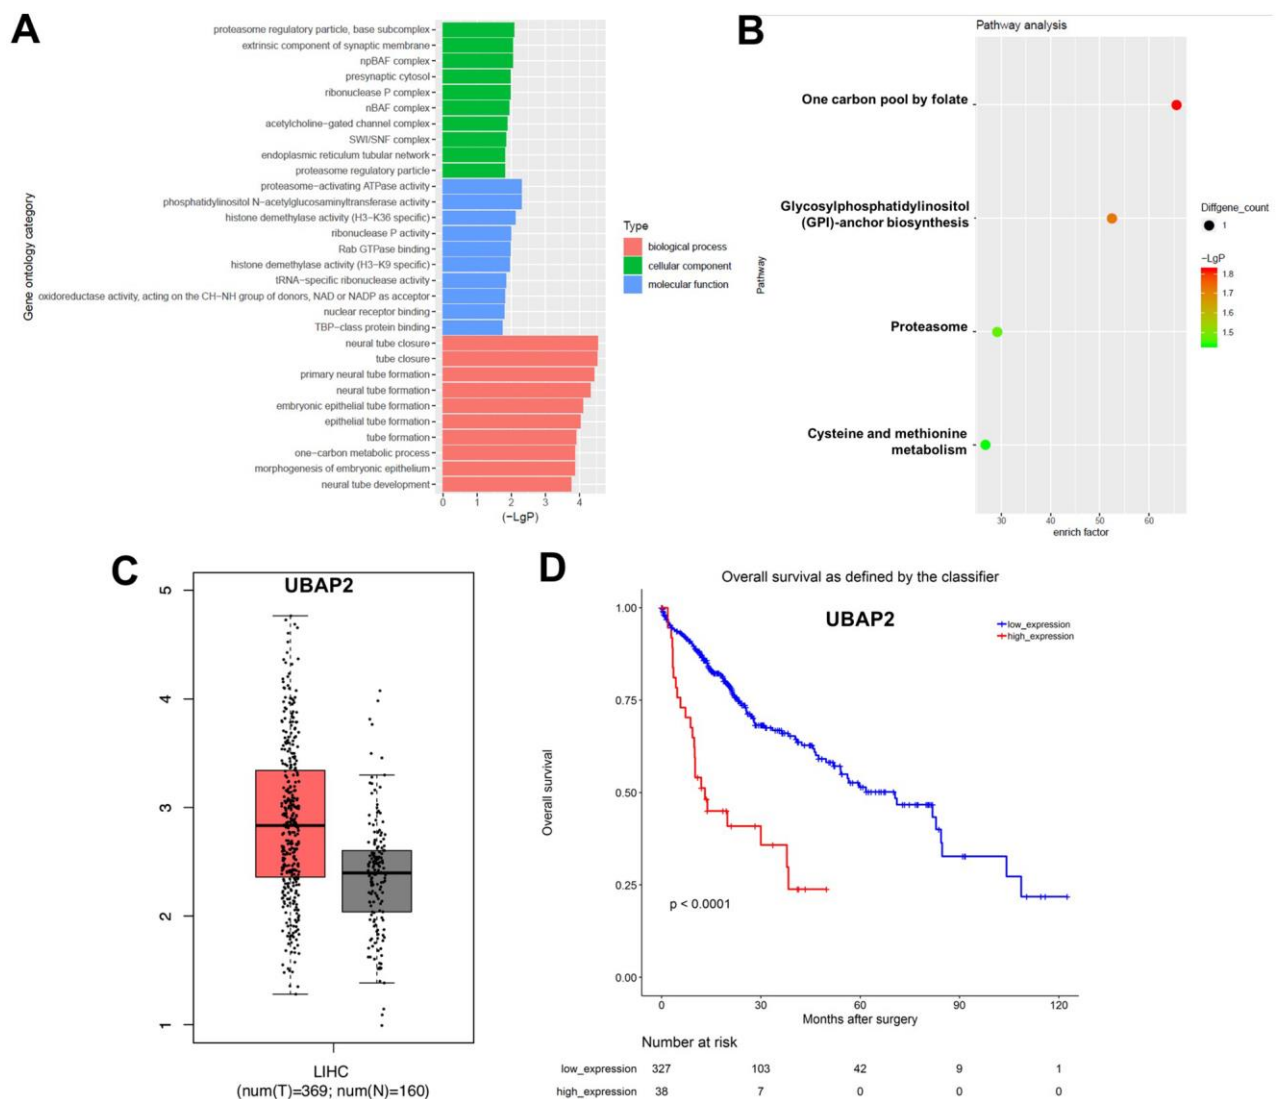 A
Gene ontology category
proteasome regulatory particle, base subcomplex
extrinsic component of synaptic membrane
npBAF complex
presynaptic cytosol
ribonuclease P complex
nBAF complex
acetylcholine-gated channel complex
SWI/SNF complex
endoplasmic reticulum tubular network
proteasome regulatory particle
proteasome-activating ATPase activity
phosphatidylinositol N-acetylglucosaminyltransferase activity
histone demethylase activity (H3-K36 specific)
ribonuclease P activity
Rab GTPase binding
histone demethylase activity (H3-K9 specific)
tRNA-specific ribonuclease activity
oxidoreductase activity, acting on the CH-NH group of donors, NAD or NADP as acceptor
nuclear receptor binding
TBP-class protein binding
neural tube closure
tube closure
primary neural tube formation
neural tube formation
embryonic epithelial tube formation
epithelial tube formation
tube formation
one-carbon metabolic process
morphogenesis of embryonic epithelium
neural tube development
0 1 2 3 4
(-LgP)
Type
biological process
cellular component
molecular function
B
Pathway analysis
Pathway
One carbon pool by folate
Glycosylphosphatidylinositol
(GPI)-anchor biosynthesis
Proteasome
Cysteine and methionine
metabolism
30 40 50 60
enrich factor
Diffgene_count
1
-LgP
1.8
1.7
1.6
1.5
C
UBAP2
5
4
3
2
1
LIHC
(num(T)=369; num(N)=160)
D
Overall survival as defined by the classifier
UBAP2
low_expression
high_expression
Overall survival
1.00
0.75
0.50
0.25
0.00
p < 0.0001
0 30 60 90 120
Months after surgery
Number at risk
low_expression 327 103 42 9 1
high_expression 38 7 0 0 0